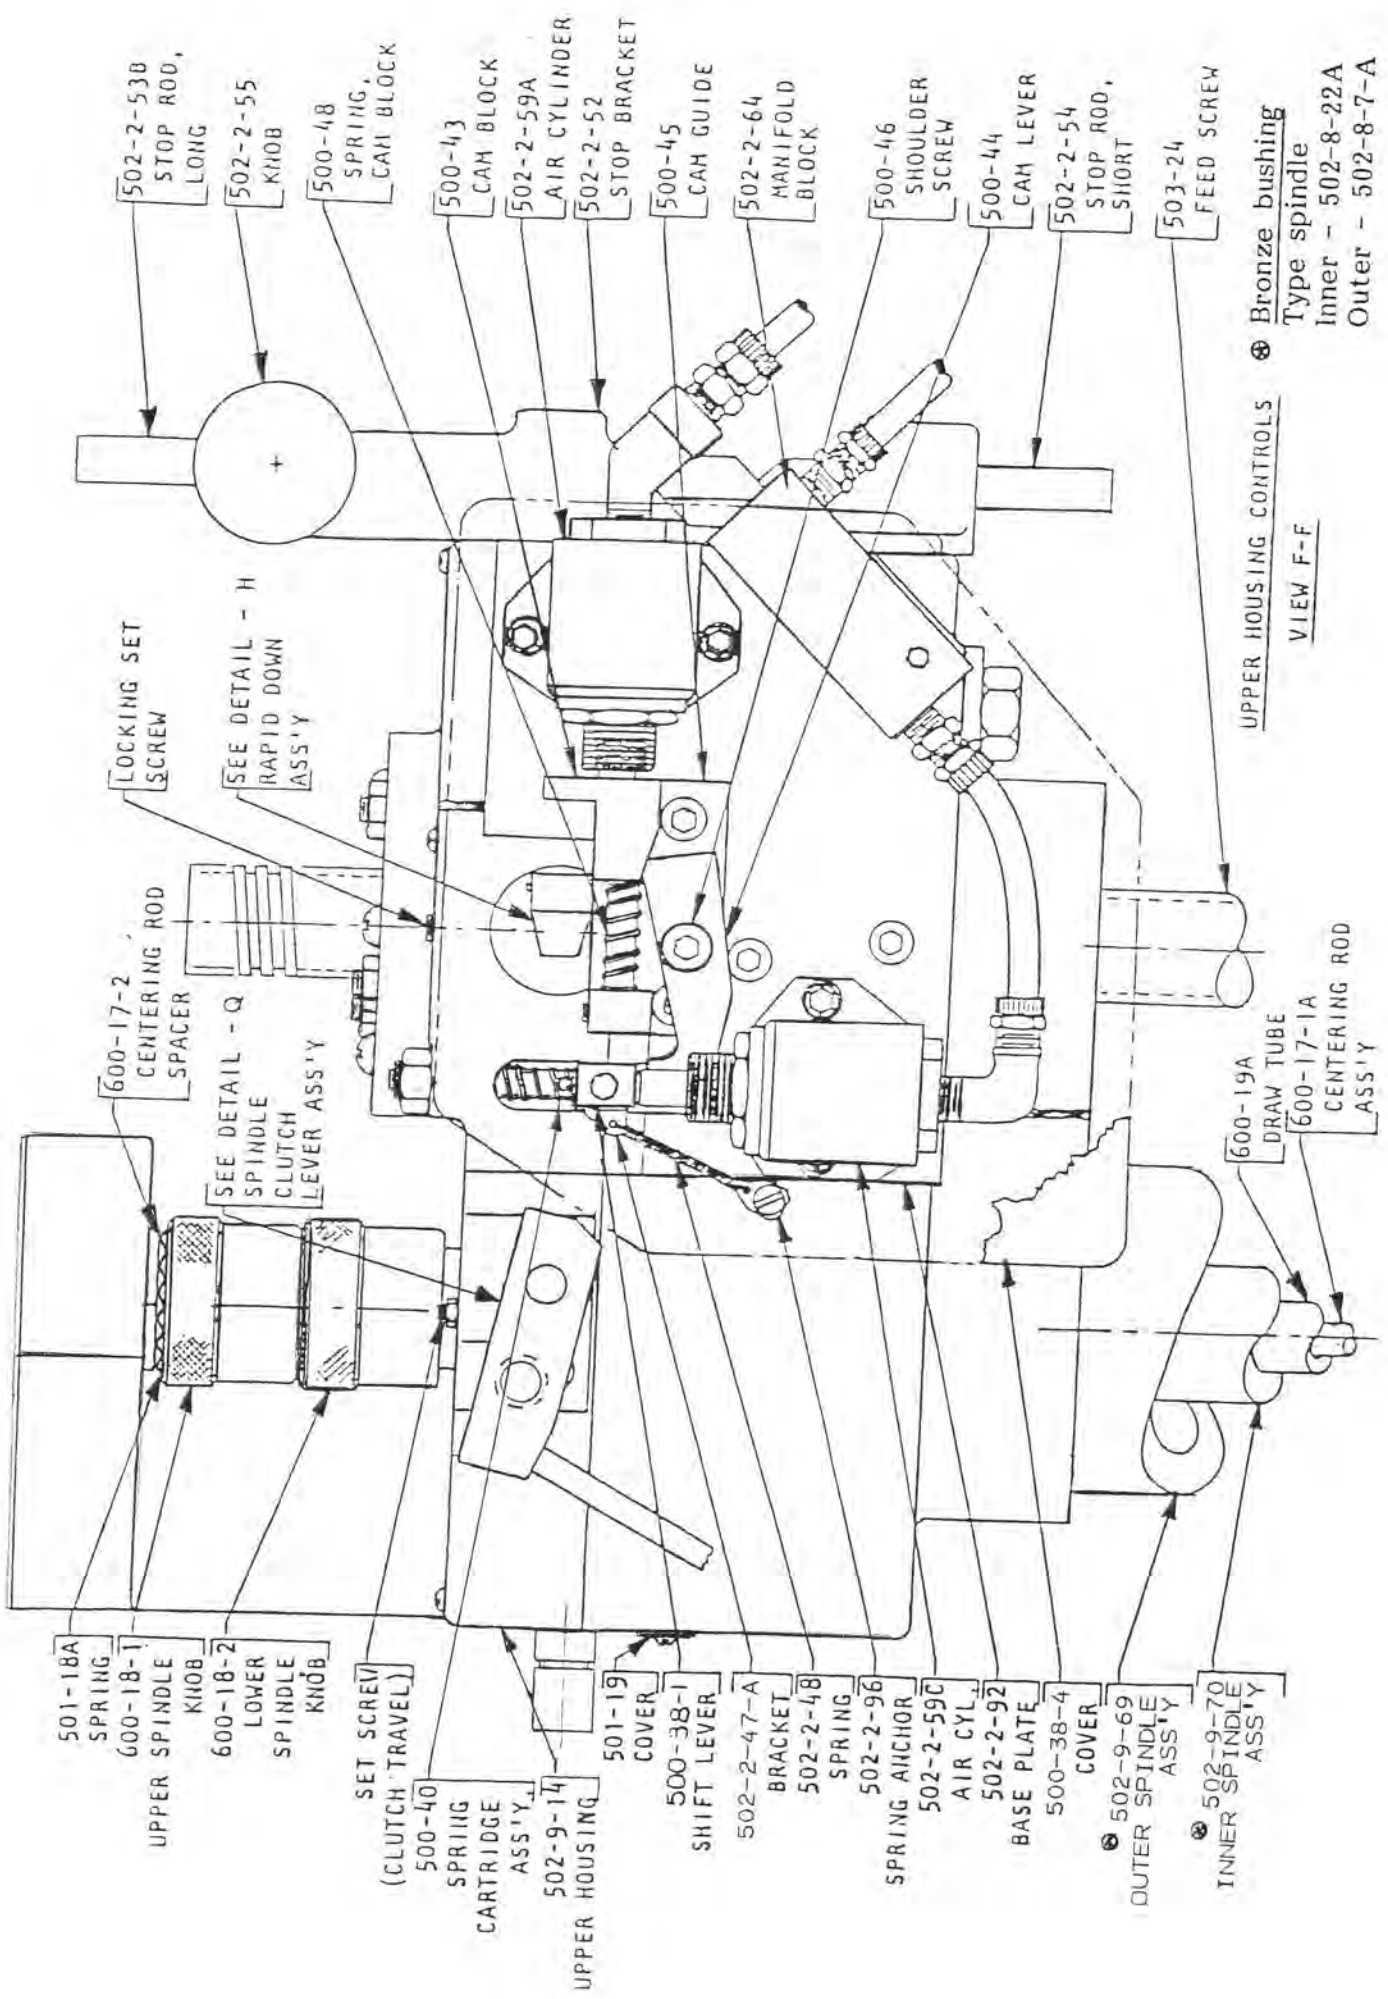 502-2-53B
STOP ROD,
LONG
502-2-55
KNOB
500-48
SPRING,
CAM BLOCK
500-43
CAM BLOCK
502-2-59A
AIR CYLINDER
502-2-52
STOP BRACKET
500-45
CAM GUIDE
502-2-64
MANIFOLD
BLOCK
500-46
SHOULDER
SCREW
500-44
CAM LEVER
502-2-54
STOP ROD,
SHORT
503-24
FEED SCREW
LOCKING SET
SCREW
SEE DETAIL - H
RAPID DOWN
ASS'Y
600-17-2
CENTERING ROD
SPACER
SEE DETAIL - Q
SPINDLE
CLUTCH
LEVER ASS'Y
600-19A
DRAW TUBE
600-17-1A
CENTERING ROD
ASS'Y
501-18A
SPRING
600-18-1
UPPER SPINDLE
KNOB
600-18-2
LOWER
SPINDLE
KNOB
SET SCREW
(CLUTCH TRAVEL)
500-40
SPRING
CARTRIDGE
ASS'Y
502-9-14
UPPER HOUSING
501-19
COVER
500-38-1
SHIFT LEVER
502-2-47-A
BRACKET
502-2-48
SPRING
502-2-96
SPRING ANCHOR
502-2-59C
AIR CYL.
502-2-92
BASE PLATE
500-38-4
COVER
⊛ 502-9-69
OUTER SPINDLE
ASS'Y
⊛ 502-9-70
INNER SPINDLE
ASS'Y
UPPER HOUSING CONTROLS
VIEW F-F
⊛ Bronze bushing
Type spindle
Inner - 502-8-22A
Outer - 502-8-7-A